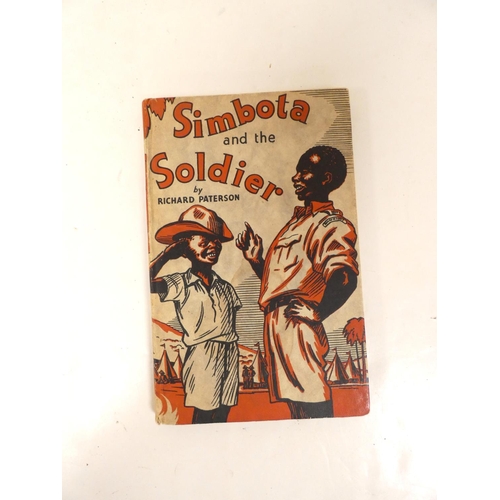 Simbota
and the
Soldier
by
RICHARD PATERSON